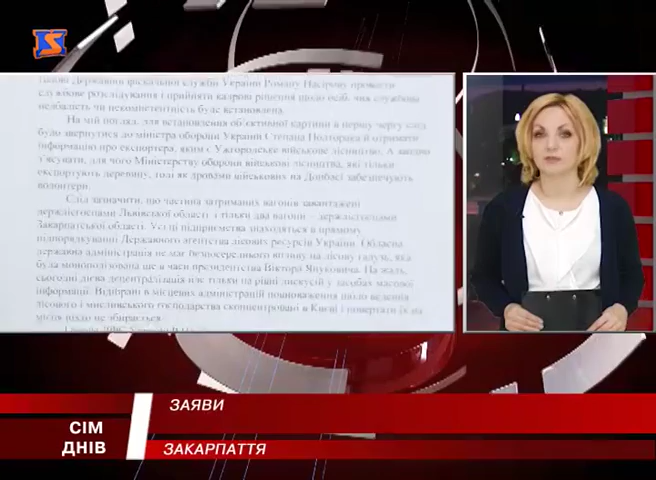 Голова Державної фіскальної служби України Роману Насірову провести
службове розслідування і прийняти кадрові рішення щодо осіб, чия службова
недбалість чи некомпетентність буде встановлена.
На мій погляд, для встановлення об'єктивної картини в першу чергу слід
було звернутися до міністра оборони України Степана Полторака й отримати
інформацію про експортера, яким є Ужгородське військове лісництво. А заодно
з'ясувати, для чого Міністерству оборони військові лісництва, які тільки
експортують деревину, тоді як дровами військових на Донбасі забезпечують
волонтери.
Слід зазначити, що частина затриманих вагонів завантажені
держлісгоспами Львівської області і тільки два вагони – держлісгоспами
Закарпатської області. Усі ці підприємства знаходяться в прямому
підпорядкуванні Державного агентства лісових ресурсів України. Обласна
державна адміністрація не має безпосереднього впливу на лісову галузь, яка
була монополізована ще в часи президентства Віктора Януковича. На жаль,
сьогодні дієва децентралізація іде тільки на рівні дискусій у засобах масової
інформації. Відібрані в місцевих адміністрацій повноваження щодо ведення
лісового і мисливського господарства сконцентровані в Києві і повертати їх на
місця ніхто не збирається.
ЗАЯВИ
СІМ
ДНІВ
ЗАКАРПАТТЯ